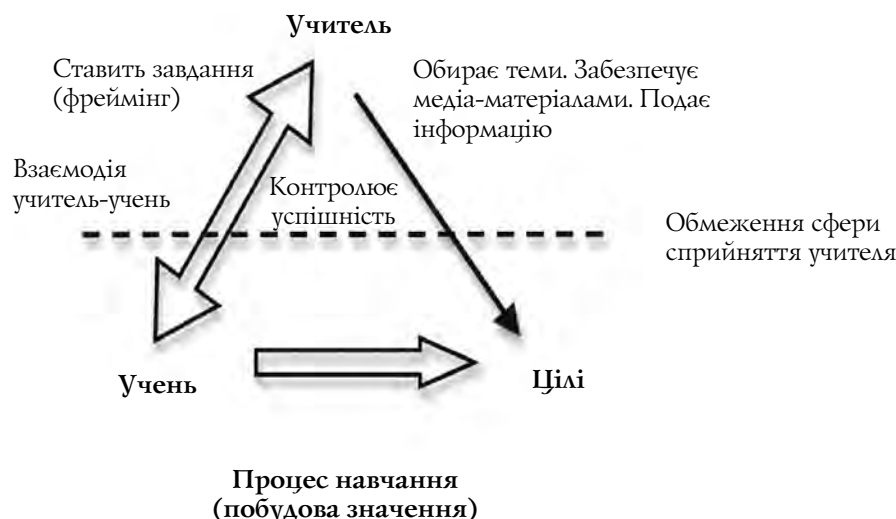 Учитель
Ставить завдання
(фреймінг)
Обирає теми. Забезпечує
медіа-матеріалами. Подає
інформацію
Взаємодія
учитель-учень
Контролює
успішність
Обмеження сфери
сприйняття учителя
Учень
Цілі
Процес навчання
(побудова значення)